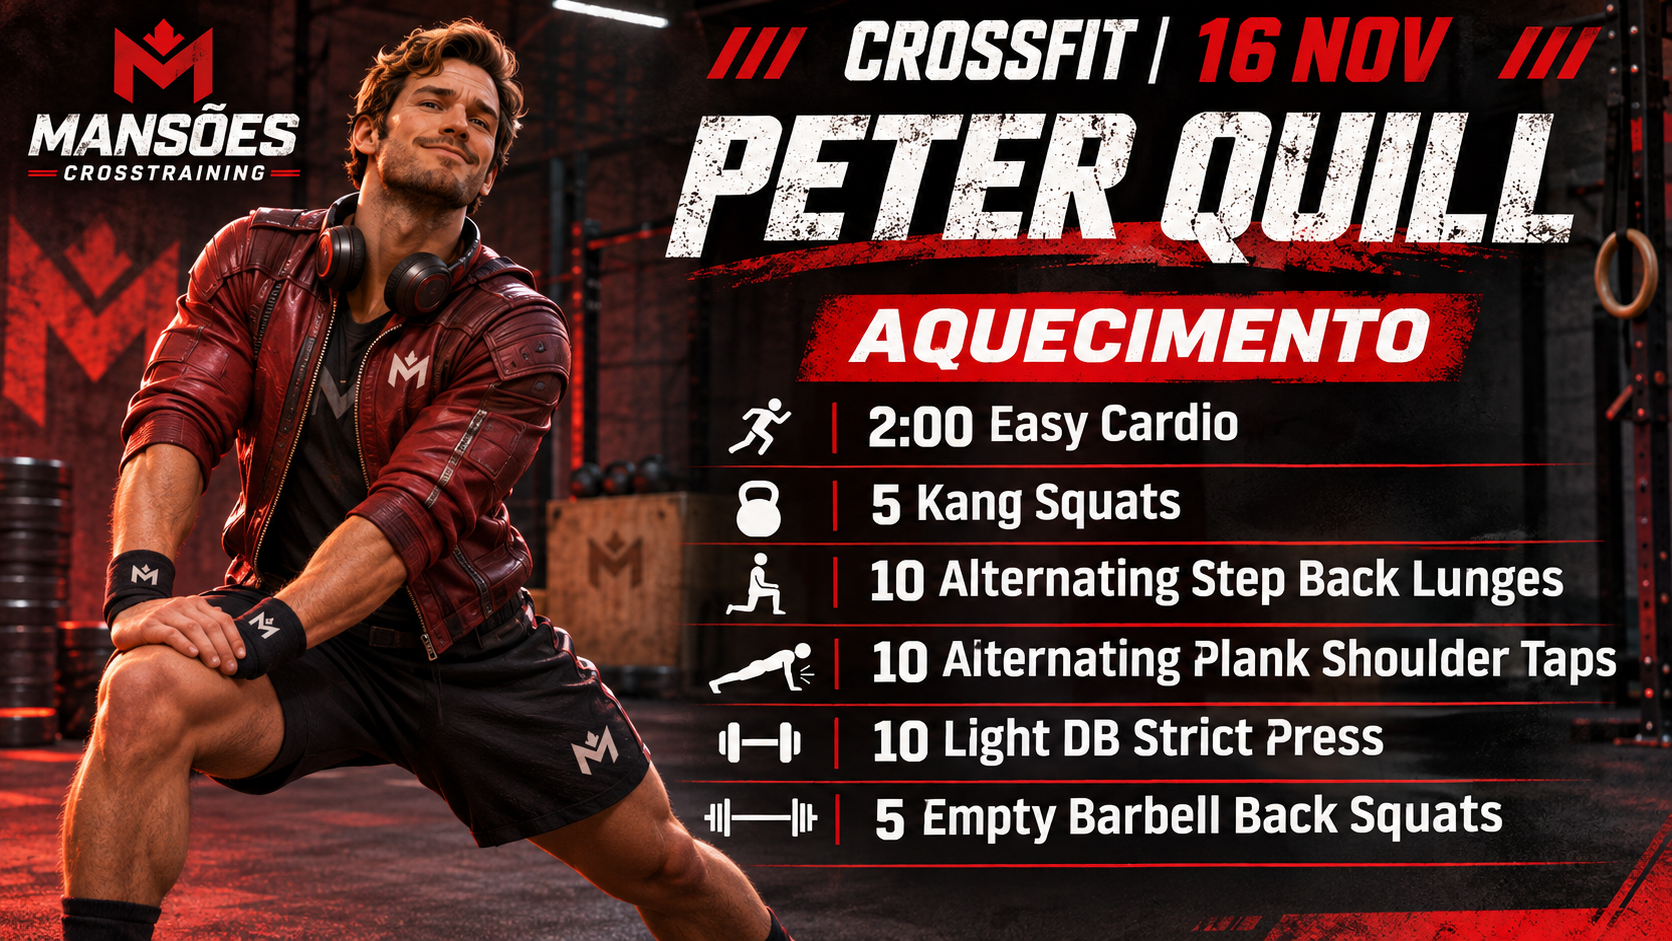 MANSÕES
CROSSTRAINING
CROSSFIT | 16 NOV
PETER QUILL
AQUECIMENTO
2:00 Easy Cardio
5 Kang Squats
10 Alternating Step Back Lunges
10 Aiternating Plank Shoulder Taps
10 Light DB Strict Press
5 Empty Barbell Back Squats